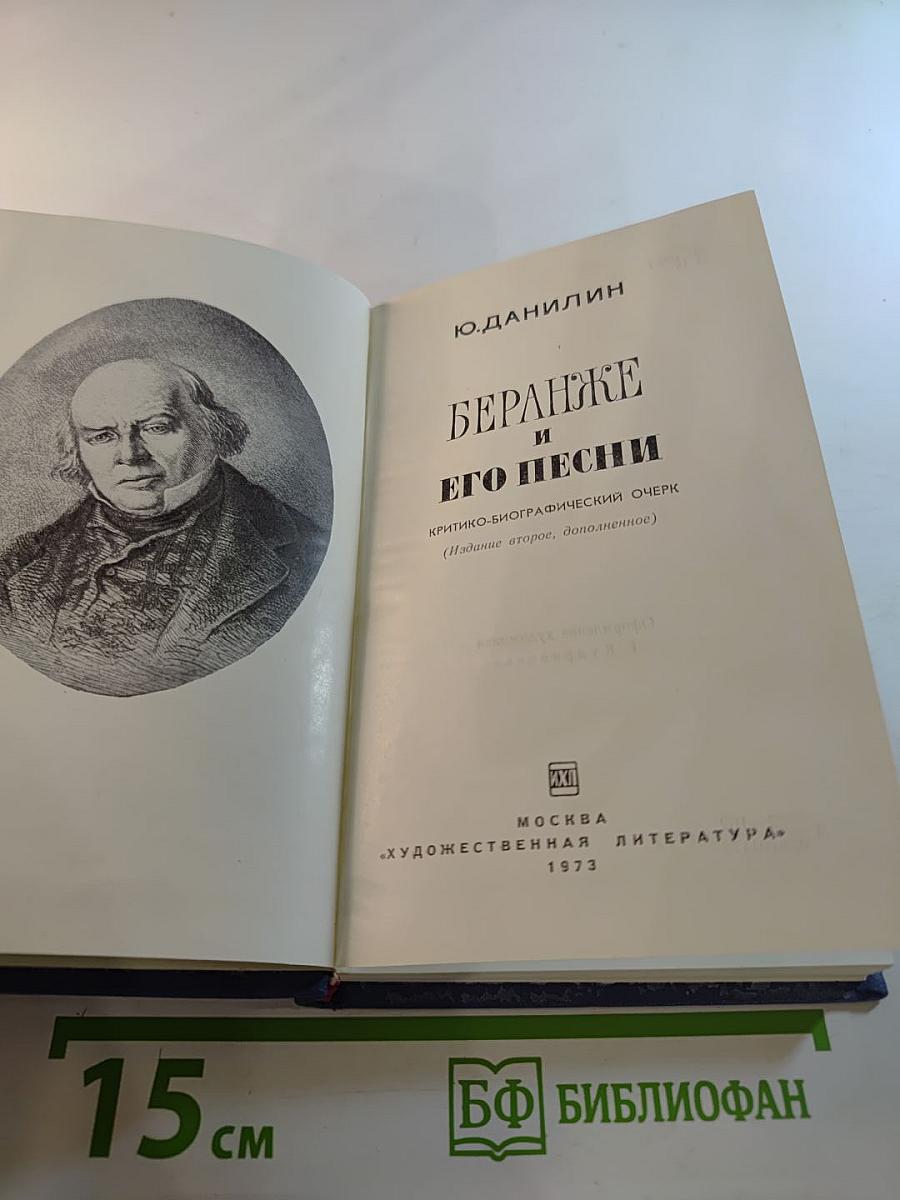 Ю.ДАНИЛИН
БЕРАНЖЕ
И
ЕГО ПЕСНИ
КРИТИКО-БИОГРАФИЧЕСКИЙ ОЧЕРК
(Издание второе, дополненное)
ИХЛ
МОСКВА
«ХУДОЖЕСТВЕННАЯ ЛИТЕРАТУРА»
1973
15 см
БФ БИБЛИОФАН